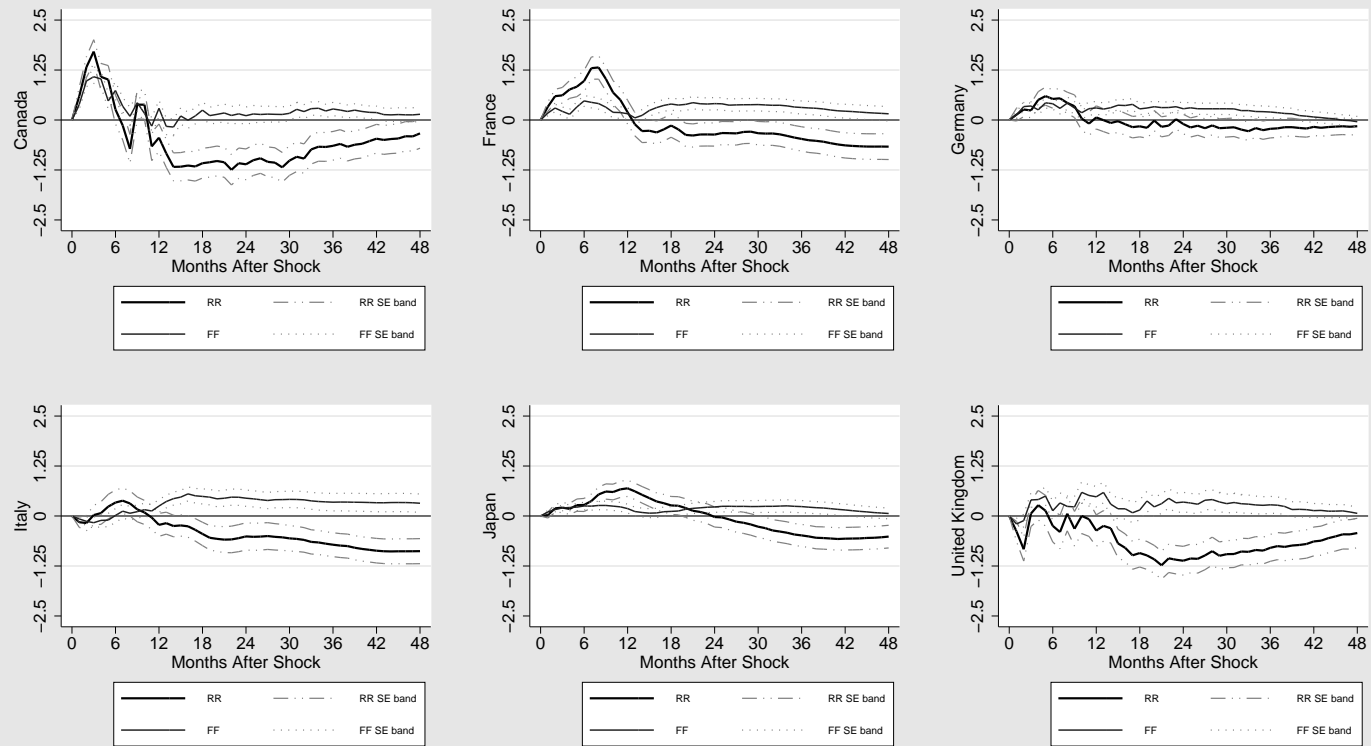 Canada
2.5
1.25
0
−1.25
−2.5
0 6 12 18 24 30 36 42 48
Months After Shock
RR RR SE band
FF FF SE band
France
2.5
1.25
0
−1.25
−2.5
0 6 12 18 24 30 36 42 48
Months After Shock
RR RR SE band
FF FF SE band
Germany
2.5
1.25
0
−1.25
−2.5
0 6 12 18 24 30 36 42 48
Months After Shock
RR RR SE band
FF FF SE band
Italy
2.5
1.25
0
−1.25
−2.5
0 6 12 18 24 30 36 42 48
Months After Shock
RR RR SE band
FF FF SE band
Japan
2.5
1.25
0
−1.25
−2.5
0 6 12 18 24 30 36 42 48
Months After Shock
RR RR SE band
FF FF SE band
United Kingdom
2.5
1.25
0
−1.25
−2.5
0 6 12 18 24 30 36 42 48
Months After Shock
RR RR SE band
FF FF SE band